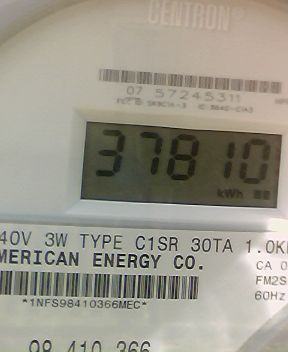 CENTRON®
07 57245311
37810
kWh
40V 3W TYPE C1SR 30TA 1.0K
MERICAN ENERGY CO.
CA 0
FM2S
60Hz
*1NFS98410366MEC*
98 410 366